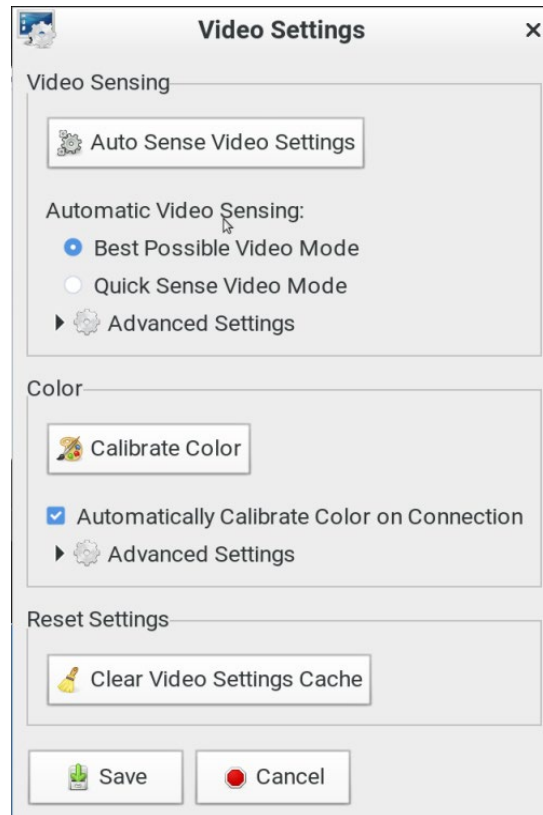 Video Settings
Video Sensing
Auto Sense Video Settings
Automatic Video Sensing:
Best Possible Video Mode
Quick Sense Video Mode
Advanced Settings
Color
Calibrate Color
Automatically Calibrate Color on Connection
Advanced Settings
Reset Settings
Clear Video Settings Cache
Save Cancel